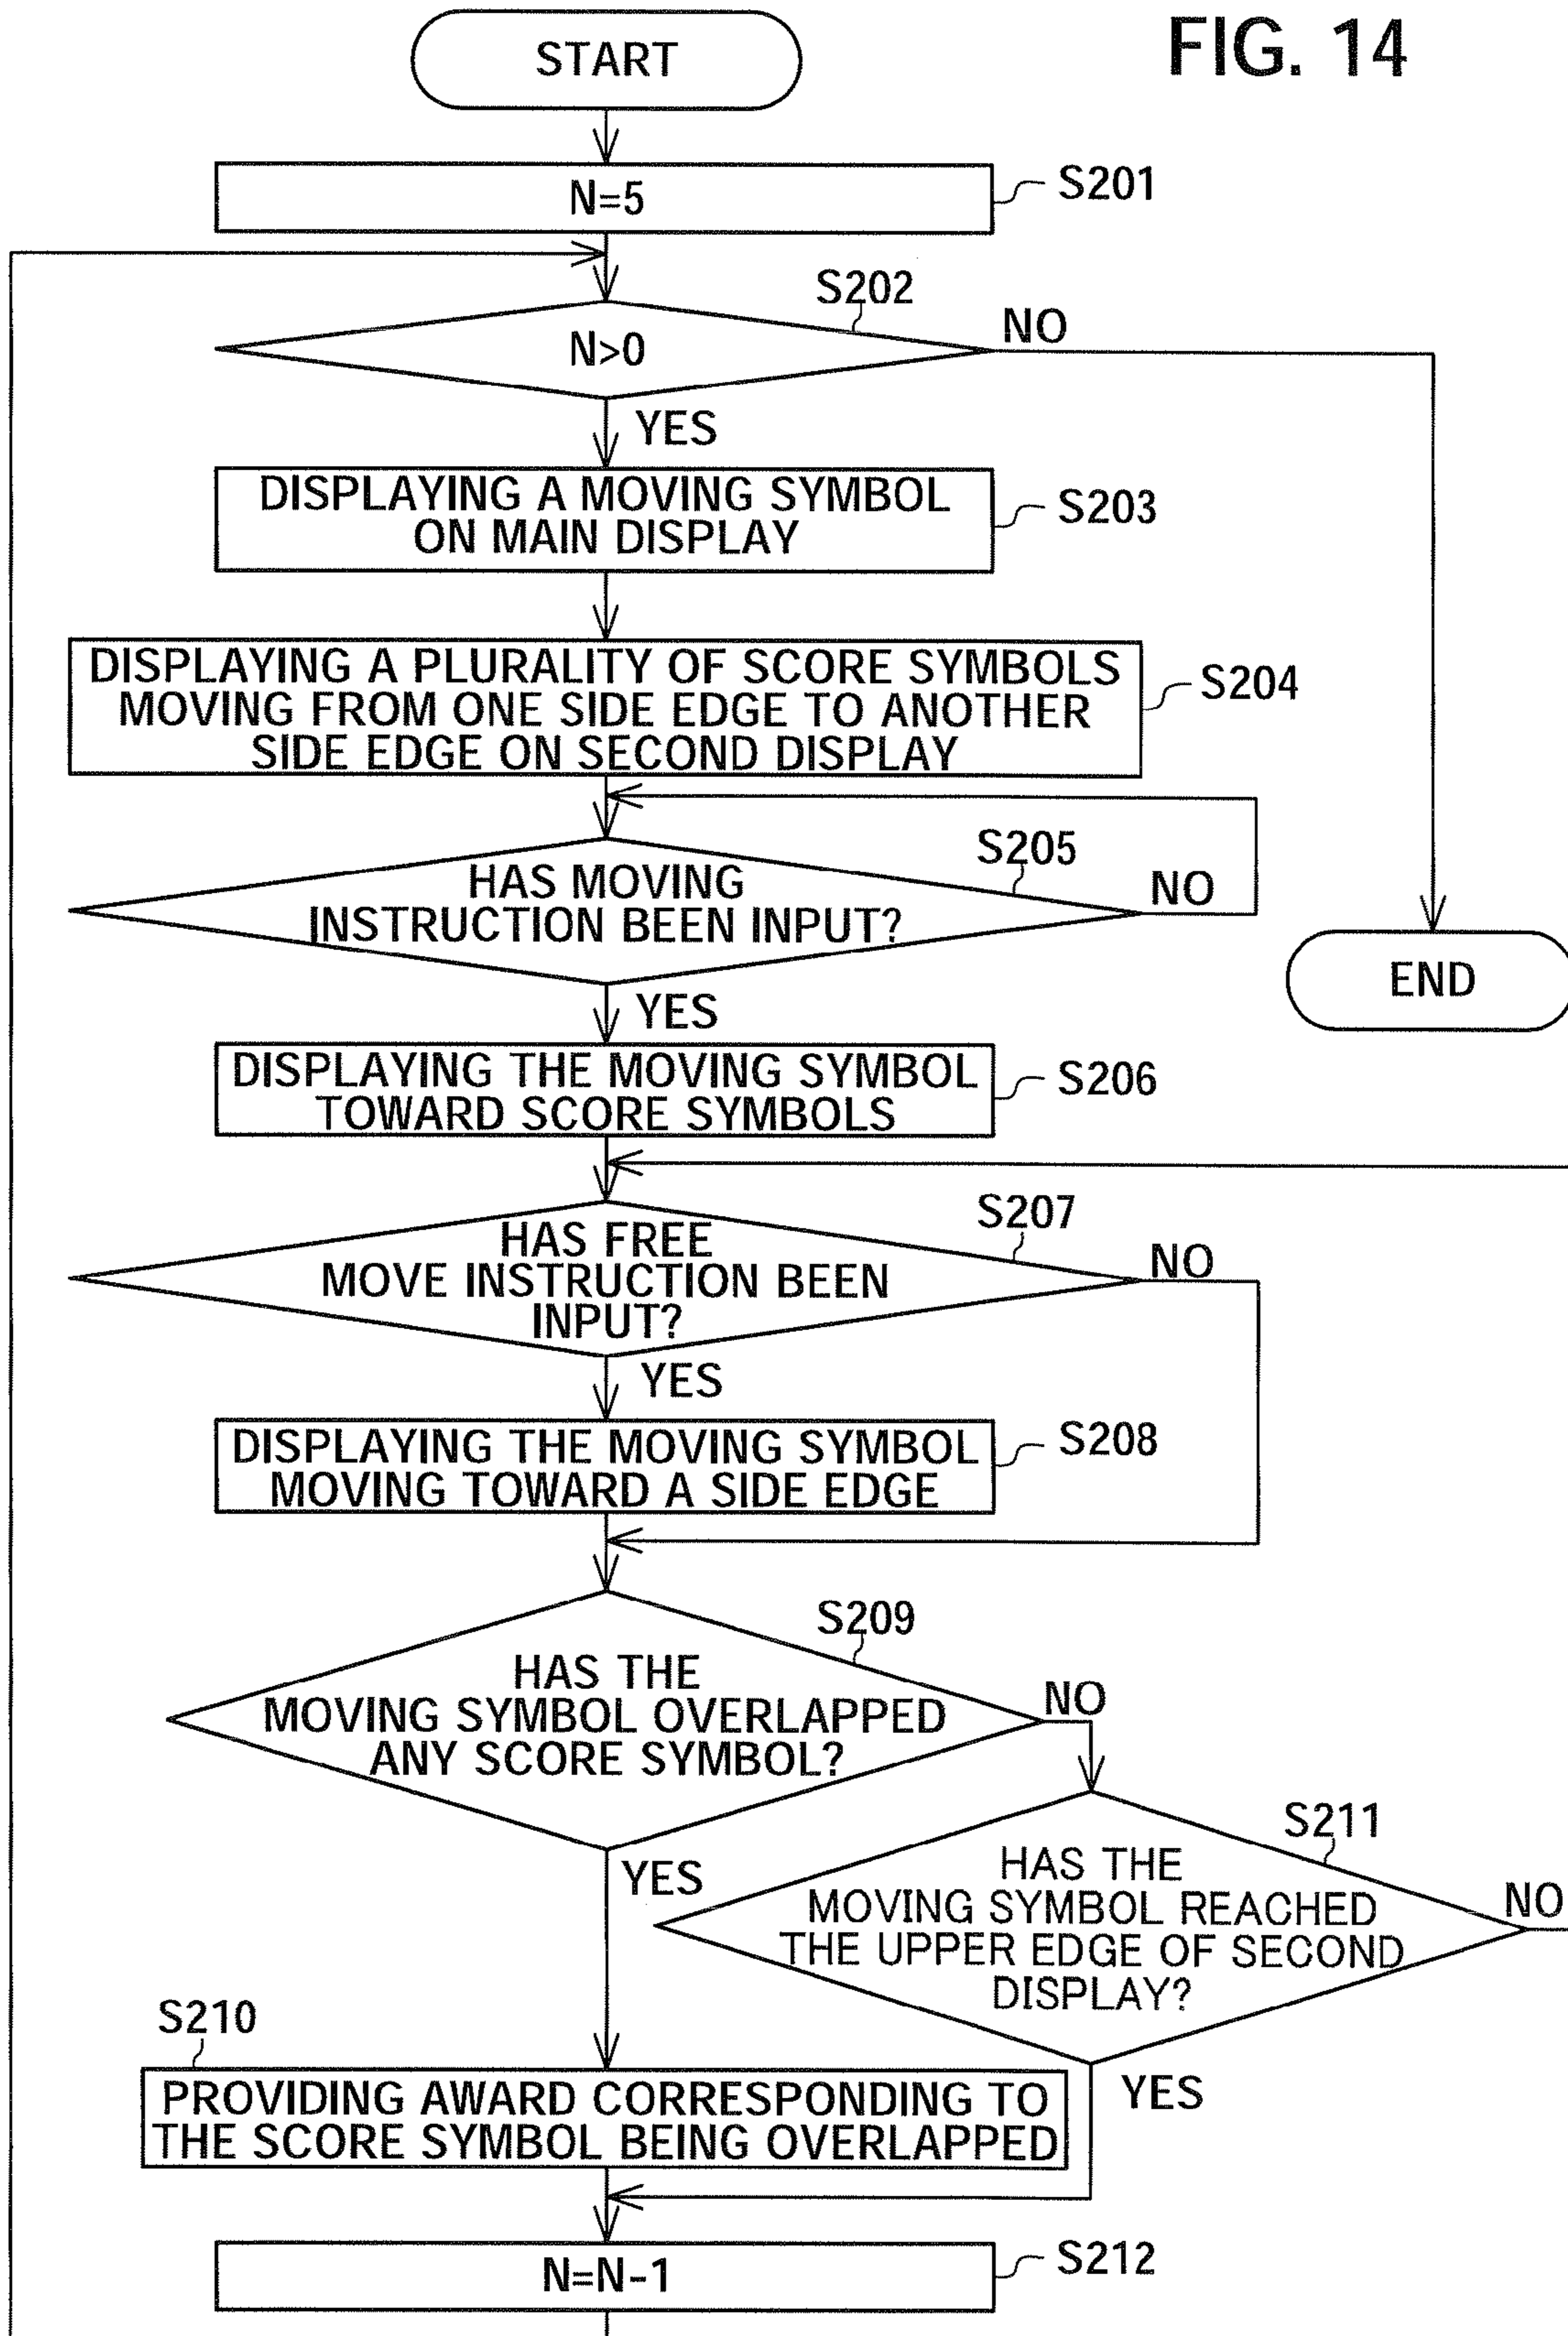 FIG. 14
START
N=5
S201
S202
N>0
NO
YES
DISPLAYING A MOVING SYMBOL
ON MAIN DISPLAY
S203
DISPLAYING A PLURALITY OF SCORE SYMBOLS
MOVING FROM ONE SIDE EDGE TO ANOTHER
SIDE EDGE ON SECOND DISPLAY
S204
S205
HAS MOVING
INSTRUCTION BEEN INPUT?
NO
END
YES
DISPLAYING THE MOVING SYMBOL
TOWARD SCORE SYMBOLS
S206
S207
HAS FREE
MOVE INSTRUCTION BEEN
INPUT?
NO
YES
DISPLAYING THE MOVING SYMBOL
MOVING TOWARD A SIDE EDGE
S208
S209
HAS THE
MOVING SYMBOL OVERLAPPED
ANY SCORE SYMBOL?
NO
YES
S211
HAS THE
MOVING SYMBOL REACHED
THE UPPER EDGE OF SECOND
DISPLAY?
NO
YES
S210
PROVIDING AWARD CORRESPONDING TO
THE SCORE SYMBOL BEING OVERLAPPED
N=N-1
S212